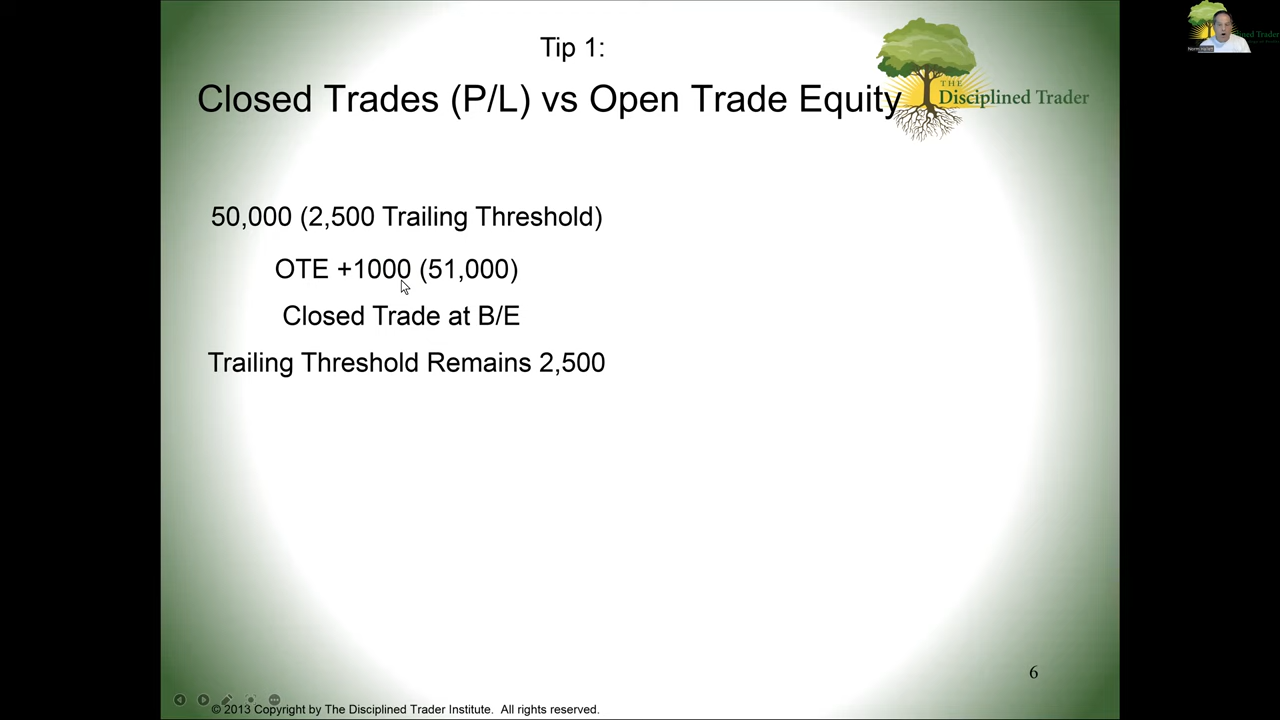 Tip 1:
Closed Trades (P/L) vs Open Trade Equity
THE
Disciplined Trader
50,000 (2,500 Trailing Threshold)
OTE +1000 (51,000)
Closed Trade at B/E
Trailing Threshold Remains 2,500
6
© 2013 Copyright by The Disciplined Trader Institute.  All rights reserved.